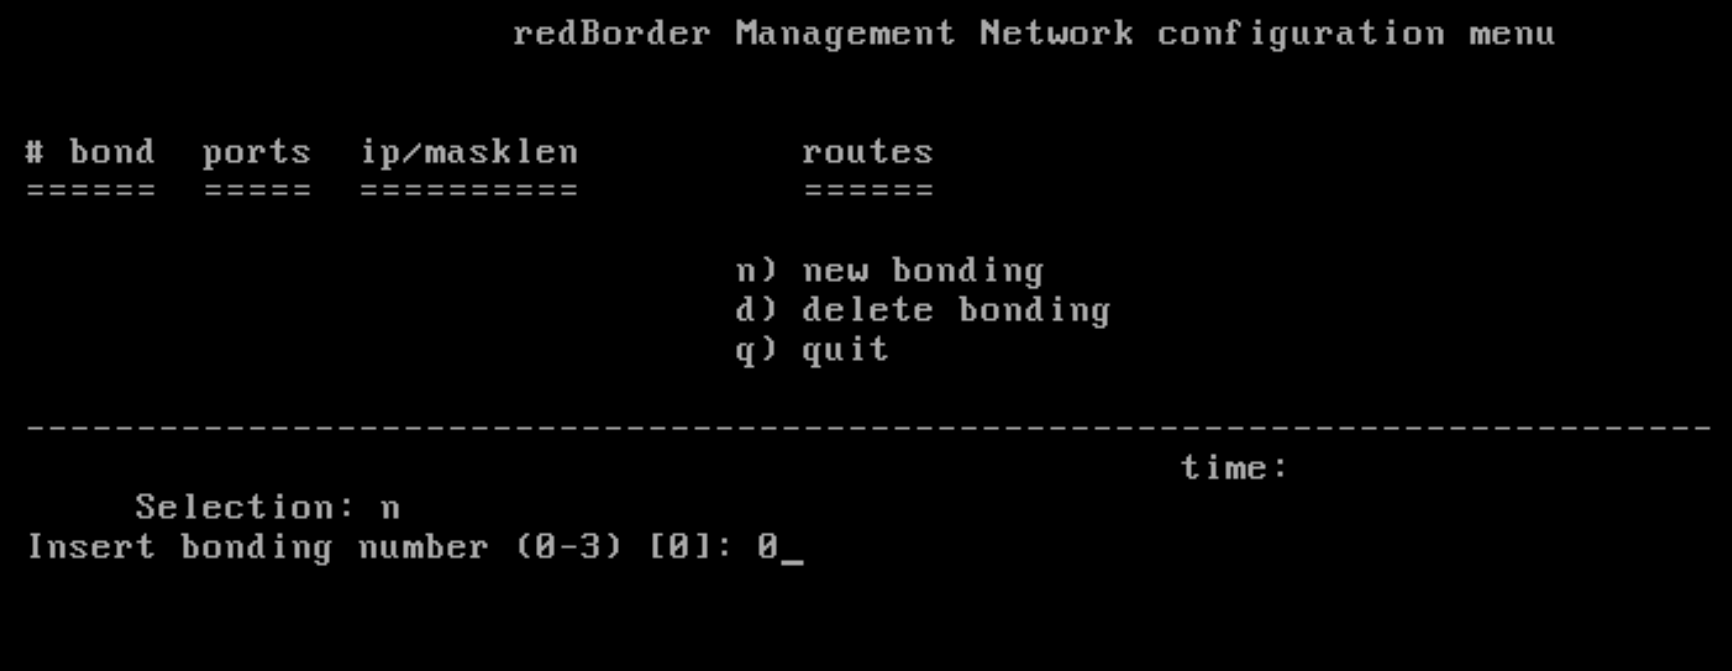 redBorder Management Network configuration menu
# bond  ports  ip/masklen          routes
======  =====  ==========          ======
n) new bonding
d) delete bonding
q) quit
----------------------------------------------------------------------------
time:
Selection: n
Insert bonding number (0-3) [0]: 0_